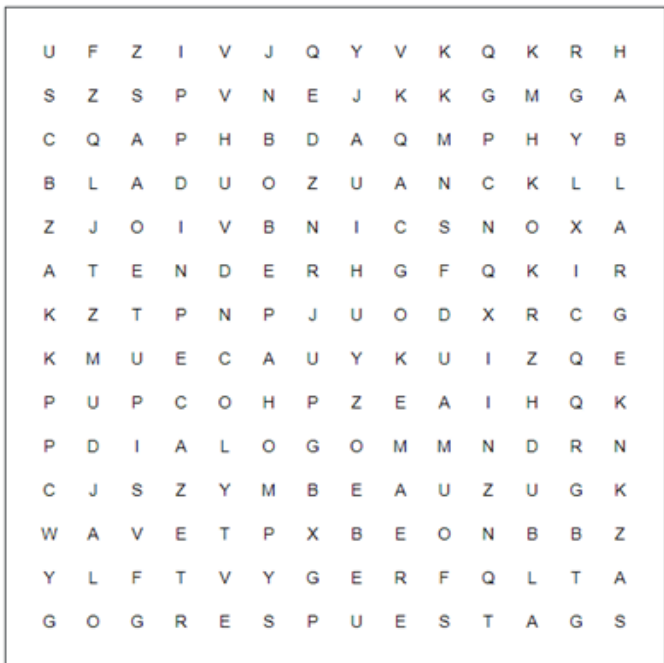 U F Z I V J Q Y V K Q K R H
S Z S P V N E J K K G M G A
C Q A P H B D A Q M P H Y B
B L A D U O Z U A N C K L L
Z J O I V B N I C S N O X A
A T E N D E R H G F Q K I R
K Z T P N P J U O D X R C G
K M U E C A U Y K U I Z Q E
P U P C O H P Z E A I H Q K
P D I A L O G O M M N D R N
C J S Z Y M B E A U Z U G K
W A V E T P X B E O N B B Z
Y L F T V Y G E R F Q L T A
G O G R E S P U E S T A G S